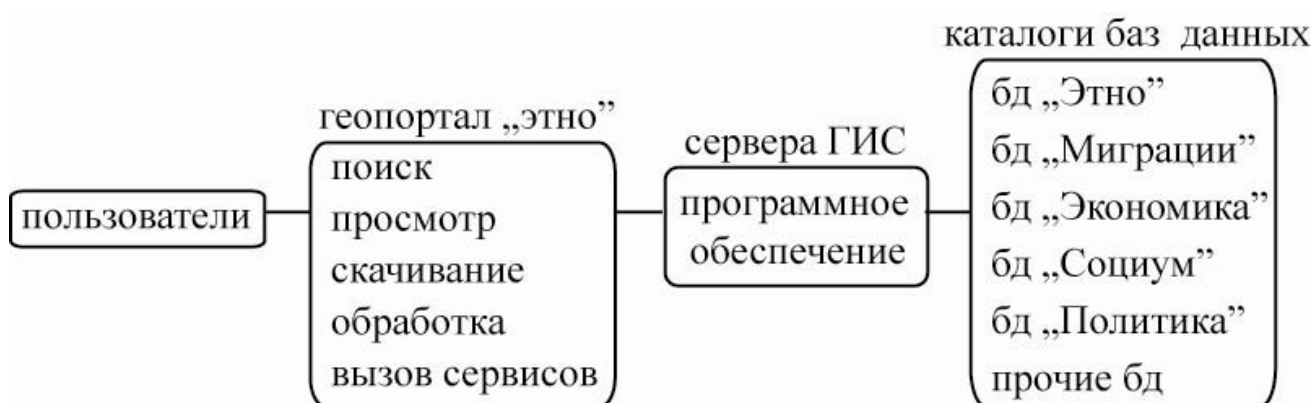 пользователи
геопортал „этно”
поиск
просмотр
скачивание
обработка
вызов сервисов
сервера ГИС
программное
обеспечение
каталоги баз данных
бд „Этно”
бд „Миграции”
бд „Экономика”
бд „Социум”
бд „Политика”
прочие бд